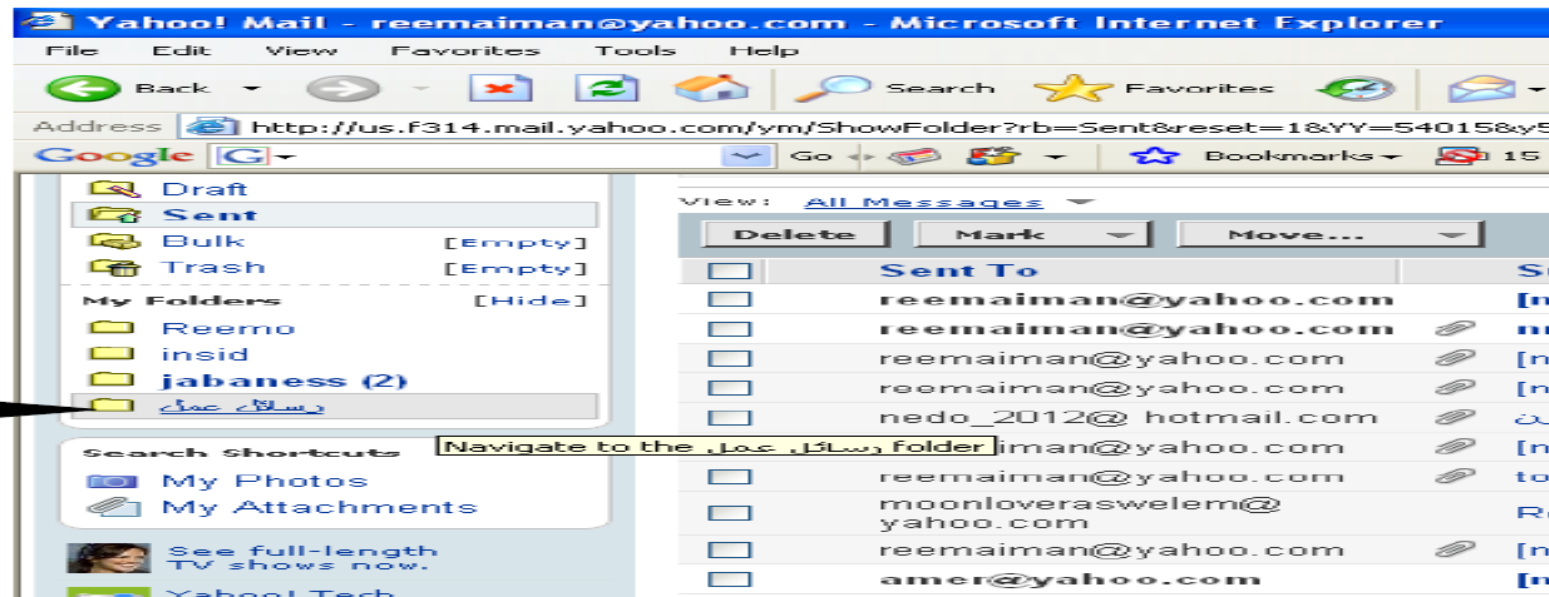 Yahoo! Mail - reemaiman@yahoo.com - Microsoft Internet Explorer
File Edit View Favorites Tools Help
Back Search Favorites
Address http://us.f314.mail.yahoo.com/ym/ShowFolder?rb=Sent&reset=1&YY=54015&y5
Google G Go Bookmarks 15
Draft
Sent
Bulk [Empty]
Trash [Empty]
My Folders [Hide]
Reemo
insid
jabaness (2)
رسائل عمل
Navigate to the رسائل عمل folder
Search Shortcuts
My Photos
My Attachments
See full-length
TV shows now.
Yahoo! Tech
View: All Messages
Delete Mark Move...
Sent To
reemaiman@yahoo.com
reemaiman@yahoo.com
reemaiman@yahoo.com
reemaiman@yahoo.com
nedo_2012@ hotmail.com
iman@yahoo.com
reemaiman@yahoo.com to
moonloveraswelem@
yahoo.com
reemaiman@yahoo.com
amer@yahoo.com